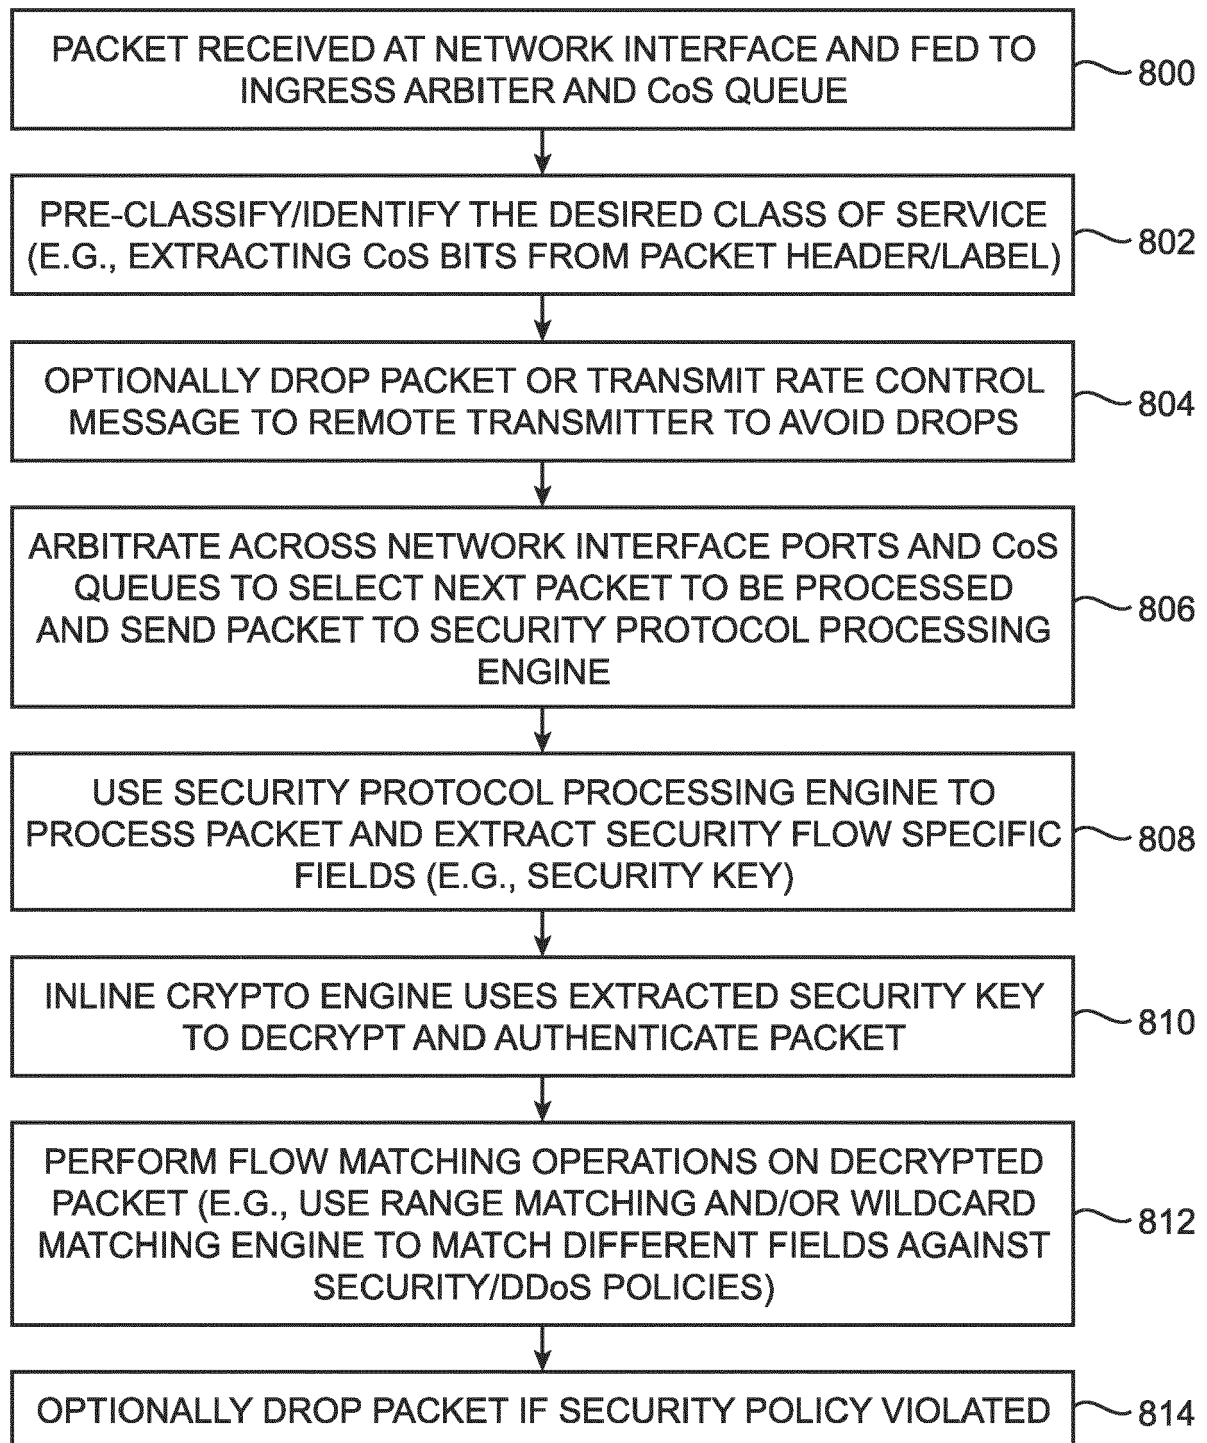 PACKET RECEIVED AT NETWORK INTERFACE AND FED TO
INGRESS ARBITER AND CoS QUEUE
800
PRE-CLASSIFY/IDENTIFY THE DESIRED CLASS OF SERVICE
(E.G., EXTRACTING CoS BITS FROM PACKET HEADER/LABEL)
802
OPTIONALLY DROP PACKET OR TRANSMIT RATE CONTROL
MESSAGE TO REMOTE TRANSMITTER TO AVOID DROPS
804
ARBITRATE ACROSS NETWORK INTERFACE PORTS AND CoS
QUEUES TO SELECT NEXT PACKET TO BE PROCESSED
AND SEND PACKET TO SECURITY PROTOCOL PROCESSING
ENGINE
806
USE SECURITY PROTOCOL PROCESSING ENGINE TO
PROCESS PACKET AND EXTRACT SECURITY FLOW SPECIFIC
FIELDS (E.G., SECURITY KEY)
808
INLINE CRYPTO ENGINE USES EXTRACTED SECURITY KEY
TO DECRYPT AND AUTHENTICATE PACKET
810
PERFORM FLOW MATCHING OPERATIONS ON DECRYPTED
PACKET (E.G., USE RANGE MATCHING AND/OR WILDCARD
MATCHING ENGINE TO MATCH DIFFERENT FIELDS AGAINST
SECURITY/DDoS POLICIES)
812
OPTIONALLY DROP PACKET IF SECURITY POLICY VIOLATED
814